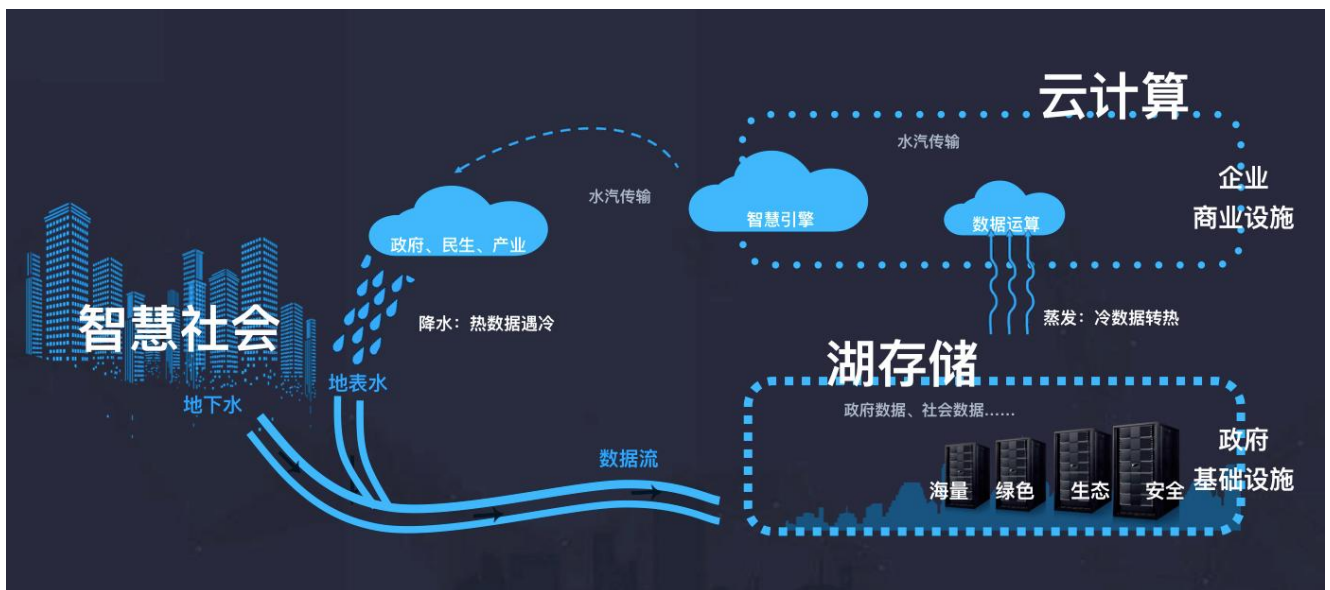 云计算
水汽传输
企业
商业设施
水汽传输
智慧引擎
数据运算
政府、民生、产业
智慧社会
降水：热数据遇冷
蒸发：冷数据转热
地表水
地下水
湖存储
政府数据、社会数据......
数据流
政府
基础设施
海量
绿色
生态
安全